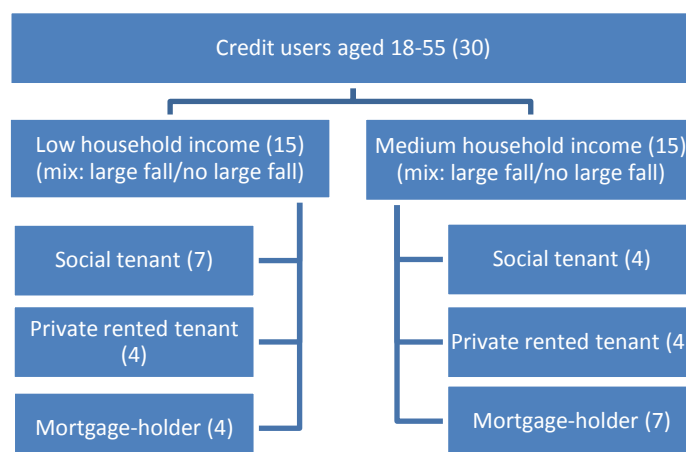 Credit users aged 18-55 (30)
Low household income (15)
(mix: large fall/no large fall)
Medium household income (15)
(mix: large fall/no large fall)
Social tenant (7)
Private rented tenant
(4)
Mortgage-holder (4)
Social tenant (4)
Private rented tenant (4
Mortgage-holder (7)